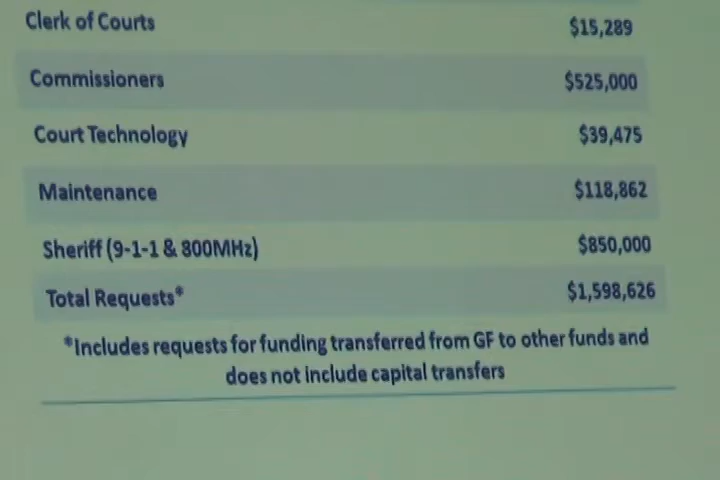 Clerk of Courts $15,289
Commissioners $525,000
Court Technology $39,475
Maintenance $118,862
Sheriff (9-1-1 & 800MHz) $850,000
Total Requests* $1,598,626
*Includes requests for funding transferred from GF to other funds and
does not include capital transfers